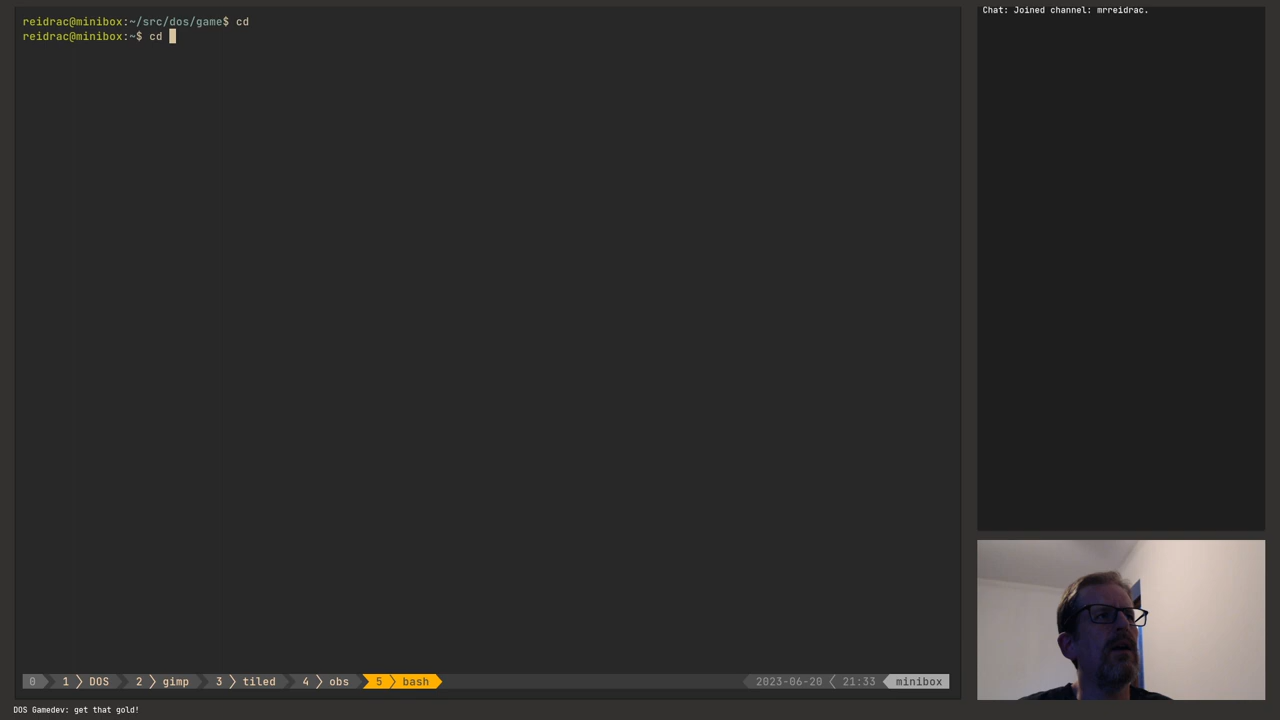 reidrac@minibox:~/src/dos/game$ cd
reidrac@minibox:~$ cd
Chat: Joined channel: mrreidrac.
0 1 DOS 2 gimp 3 tiled 4 obs 5 bash 2023-06-20 21:33 minibox
DOS Gamedev: get that gold!